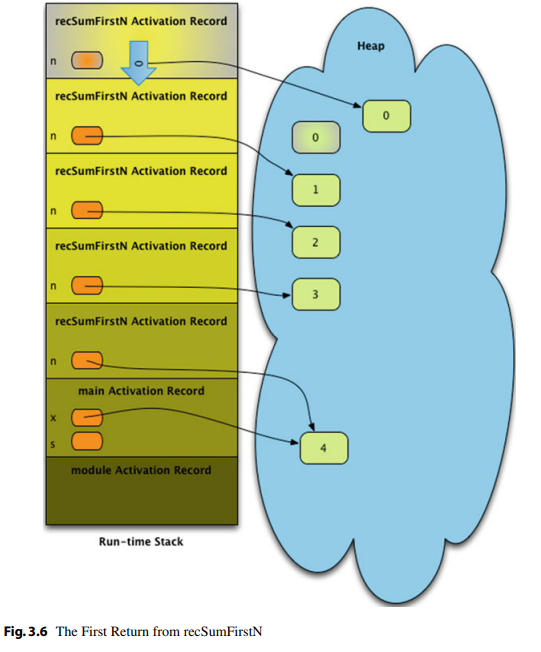 recSumFirstN Activation Record
n
0
recSumFirstN Activation Record
n
recSumFirstN Activation Record
n
recSumFirstN Activation Record
n
recSumFirstN Activation Record
n
main Activation Record
x
s
module Activation Record
Run-time Stack
Heap
0
0
1
2
3
4
Fig. 3.6 The First Return from recSumFirstN